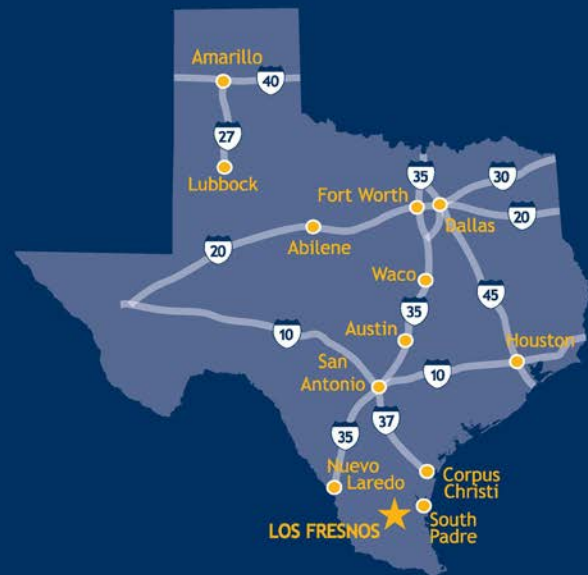 Amarillo
40
27
Lubbock
35
30
Fort Worth
Dallas
20
20
Abilene
Waco
45
35
10
Austin
Houston
San
Antonio
10
37
35
Nuevo
Laredo
Corpus
Christi
LOS FRESNOS
South
Padre